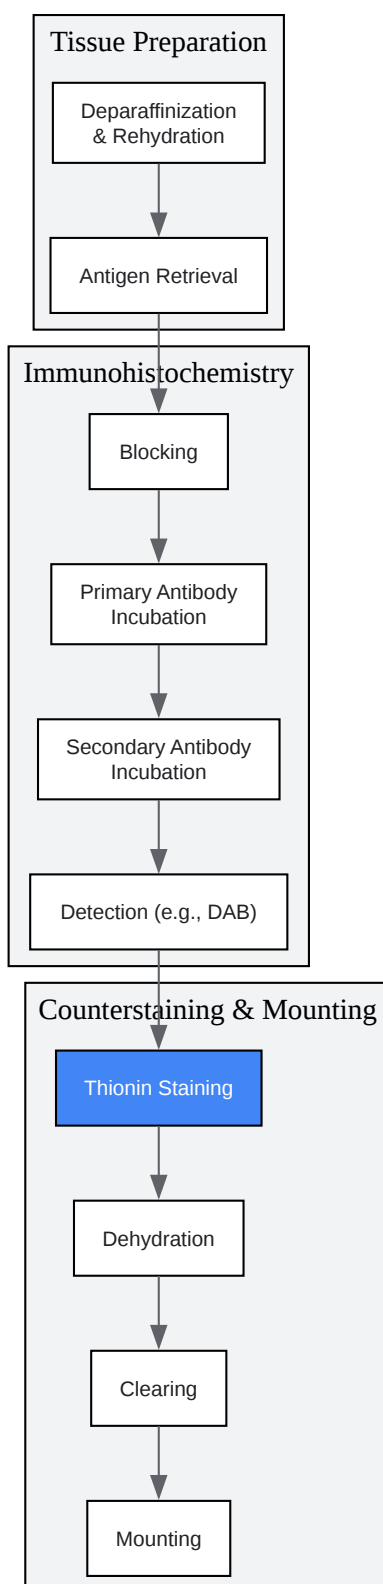 Tissue Preparation
Deparaffinization
& Rehydration
Antigen Retrieval
Immunohistochemistry
Blocking
Primary Antibody
Incubation
Secondary Antibody
Incubation
Detection (e.g., DAB)
Counterstaining & Mounting
Thionin Staining
Dehydration
Clearing
Mounting